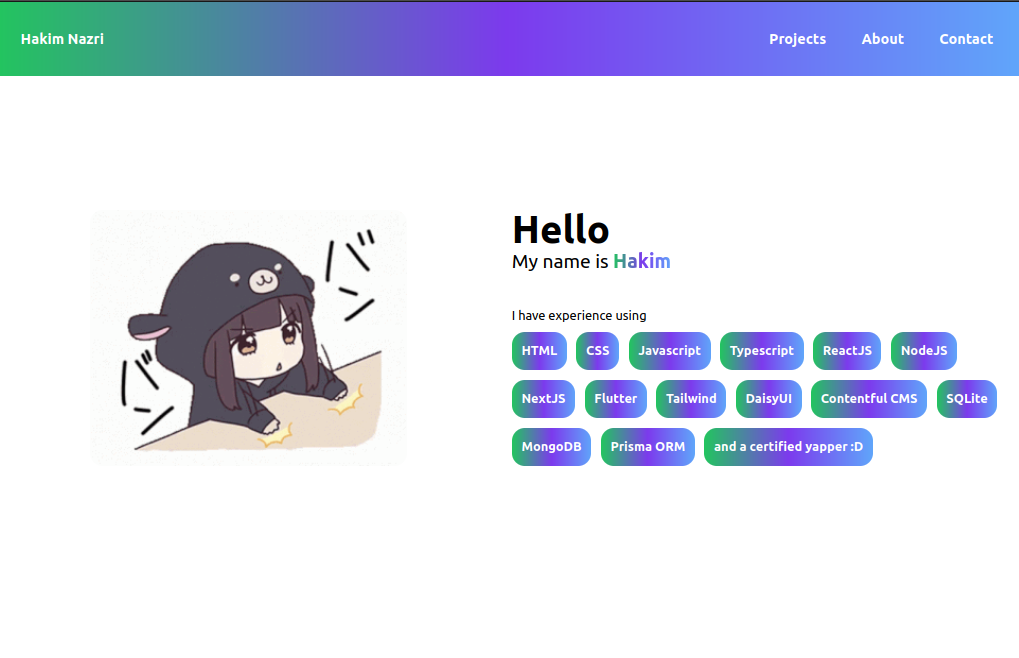 Hakim Nazri Projects About Contact
バン
バン
Hello
My name is Hakim
I have experience using
HTML CSS Javascript Typescript ReactJS NodeJS
NextJS Flutter Tailwind DaisyUI Contentful CMS SQLite
MongoDB Prisma ORM and a certified yapper :D